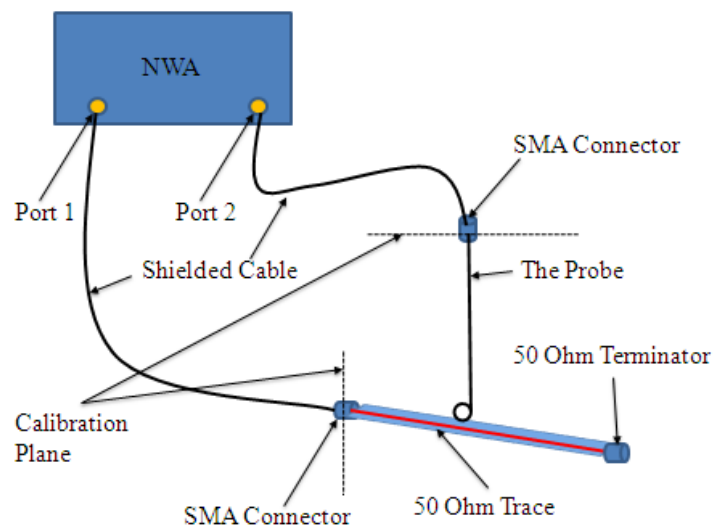 NWA
SMA Connector
Port 1
Port 2
Shielded Cable
The Probe
50 Ohm Terminator
Calibration
Plane
SMA Connector
50 Ohm Trace